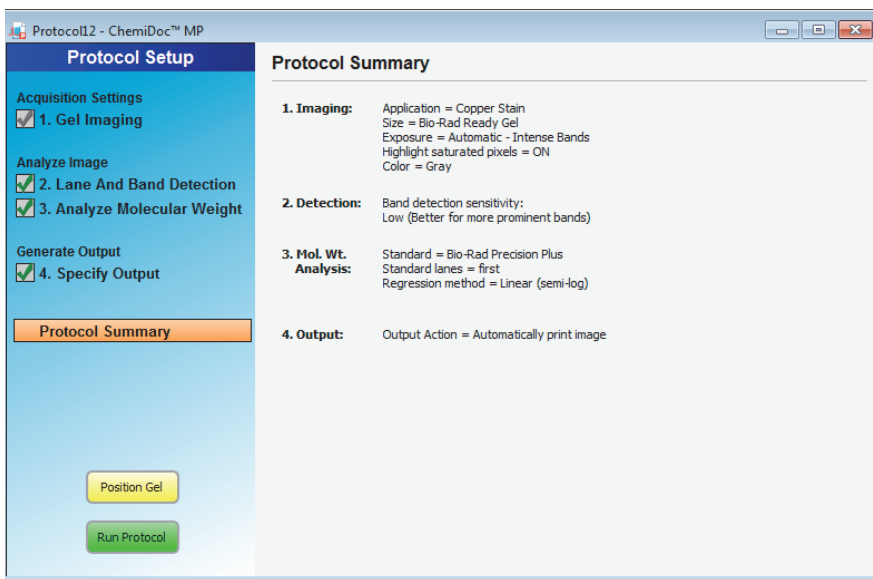 Protocol12 - ChemiDoc™ MP
Protocol Setup
Acquisition Settings
1. Gel Imaging
Analyze Image
2. Lane And Band Detection
3. Analyze Molecular Weight
Generate Output
4. Specify Output
Protocol Summary
Position Gel
Run Protocol
Protocol Summary
1. Imaging:
Application = Copper Stain
Size = Bio-Rad Ready Gel
Exposure = Automatic - Intense Bands
Highlight saturated pixels = ON
Color = Gray
2. Detection:
Band detection sensitivity:
Low (Better for more prominent bands)
3. Mol. Wt.
Analysis:
Standard = Bio-Rad Precision Plus
Standard lanes = first
Regression method = Linear (semi-log)
4. Output:
Output Action = Automatically print image